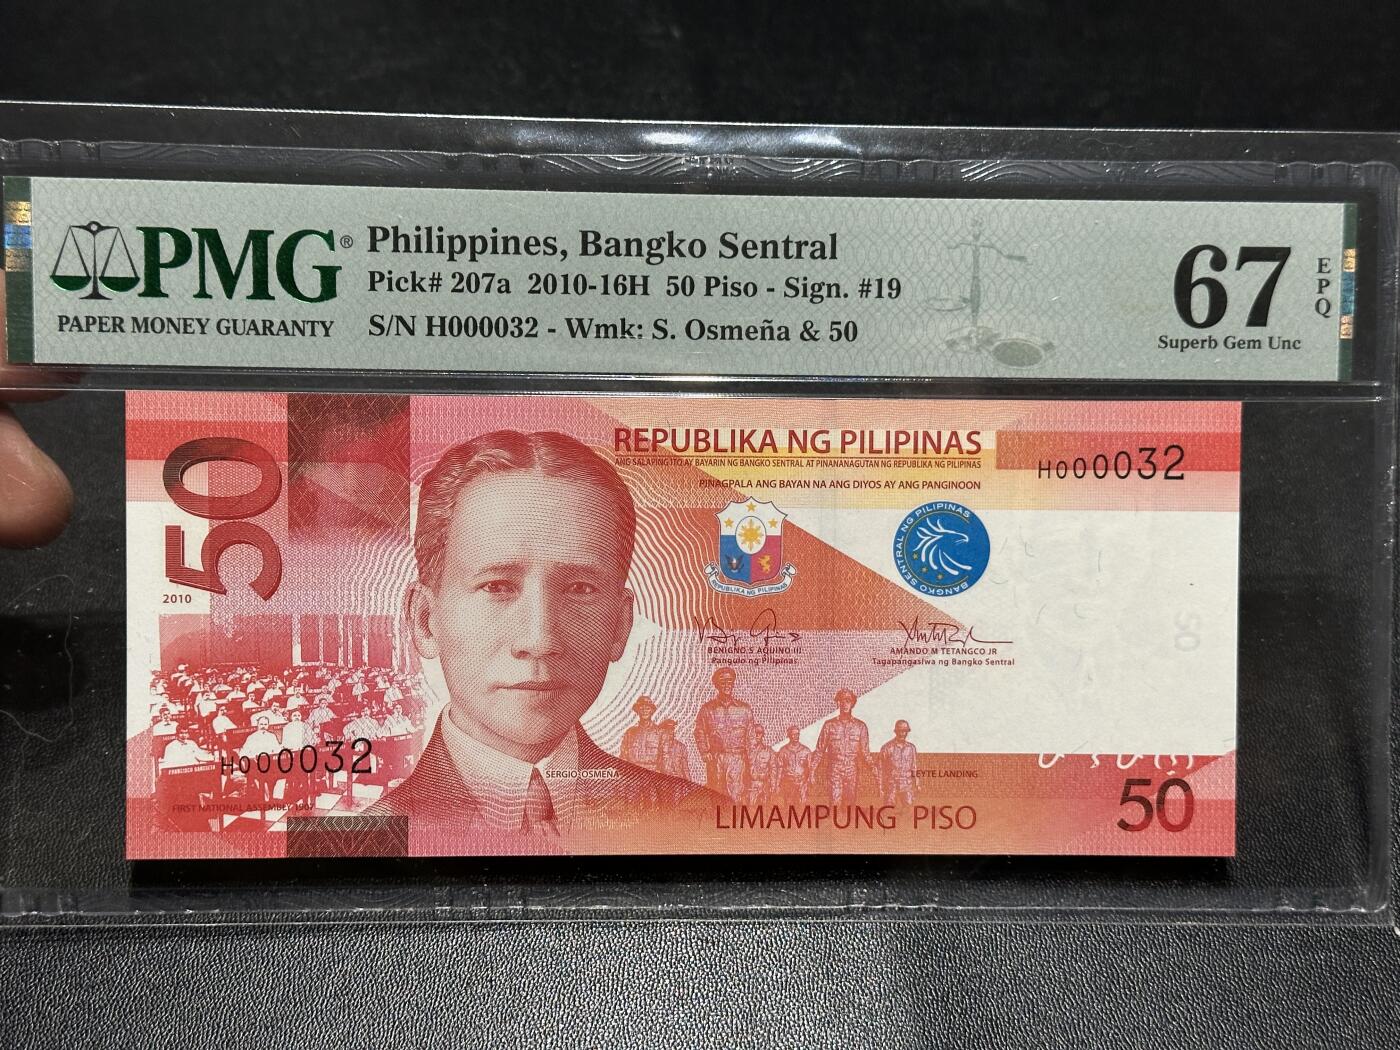 PMG®
PAPER MONEY GUARANTY
Philippines, Bangko Sentral
Pick# 207a 2010-16H 50 Piso - Sign. #19
S/N H000032 - Wmk: S. Osmeña & 50
67
EPQ
Superb Gem Unc
50
2010
REPUBLIKA NG PILIPINAS
ANG SALAPING ITO AY BAYARIN NG BANGKO SENTRAL AT PINANANAGUTAN NG REPUBLIKA NG PILIPINAS
PINAGPALA ANG BAYAN NA ANG DIYOS AY ANG PANGINOON
H000032
REPUBLIKA NG PILIPINAS
BANGKO SENTRAL NG PILIPINAS
BENIGNO S AQUINO III
Pangulo ng Pilipinas
AMANDO M TETANGCO JR
Tagapangasiwa ng Bangko Sentral
50
H000032
FIRST NATIONAL ASSEMBLY 1907
SERGIO OSMEÑA
LEYTE LANDING
LIMAMPUNG PISO
50